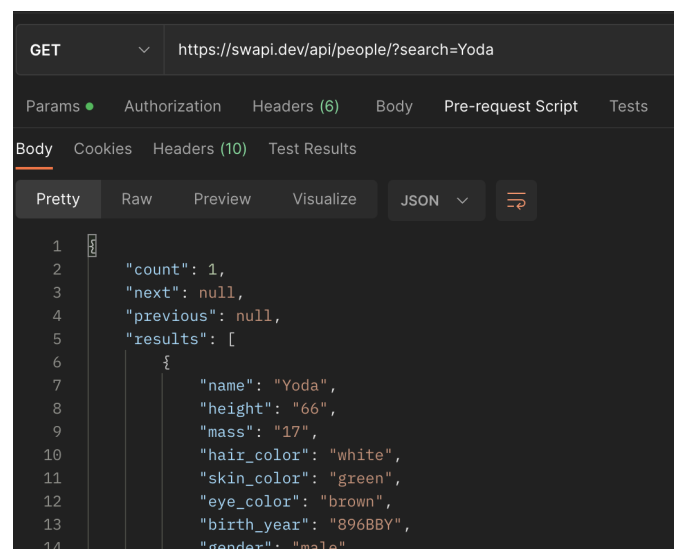 GET https://swapi.dev/api/people/?search=Yoda
Params Authorization Headers (6) Body Pre-request Script Tests
Body Cookies Headers (10) Test Results
Pretty Raw Preview Visualize JSON
1 {
2 "count": 1,
3 "next": null,
4 "previous": null,
5 "results": [
6 {
7 "name": "Yoda",
8 "height": "66",
9 "mass": "17",
10 "hair_color": "white",
11 "skin_color": "green",
12 "eye_color": "brown",
13 "birth_year": "896BBY",
14 "gender": "male"